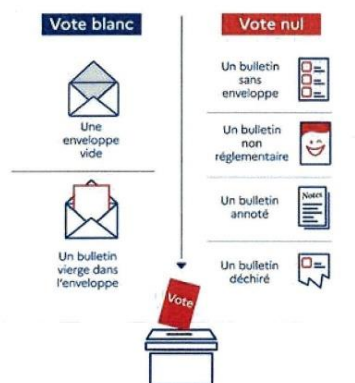 Vote blanc
Une
enveloppe
vide
Un bulletin
vierge dans
l'enveloppe
Vote nul
Un bulletin
sans
enveloppe
Un bulletin
non
réglementaire
Un bulletin
annoté
Notes
Un bulletin
déchiré
Vote